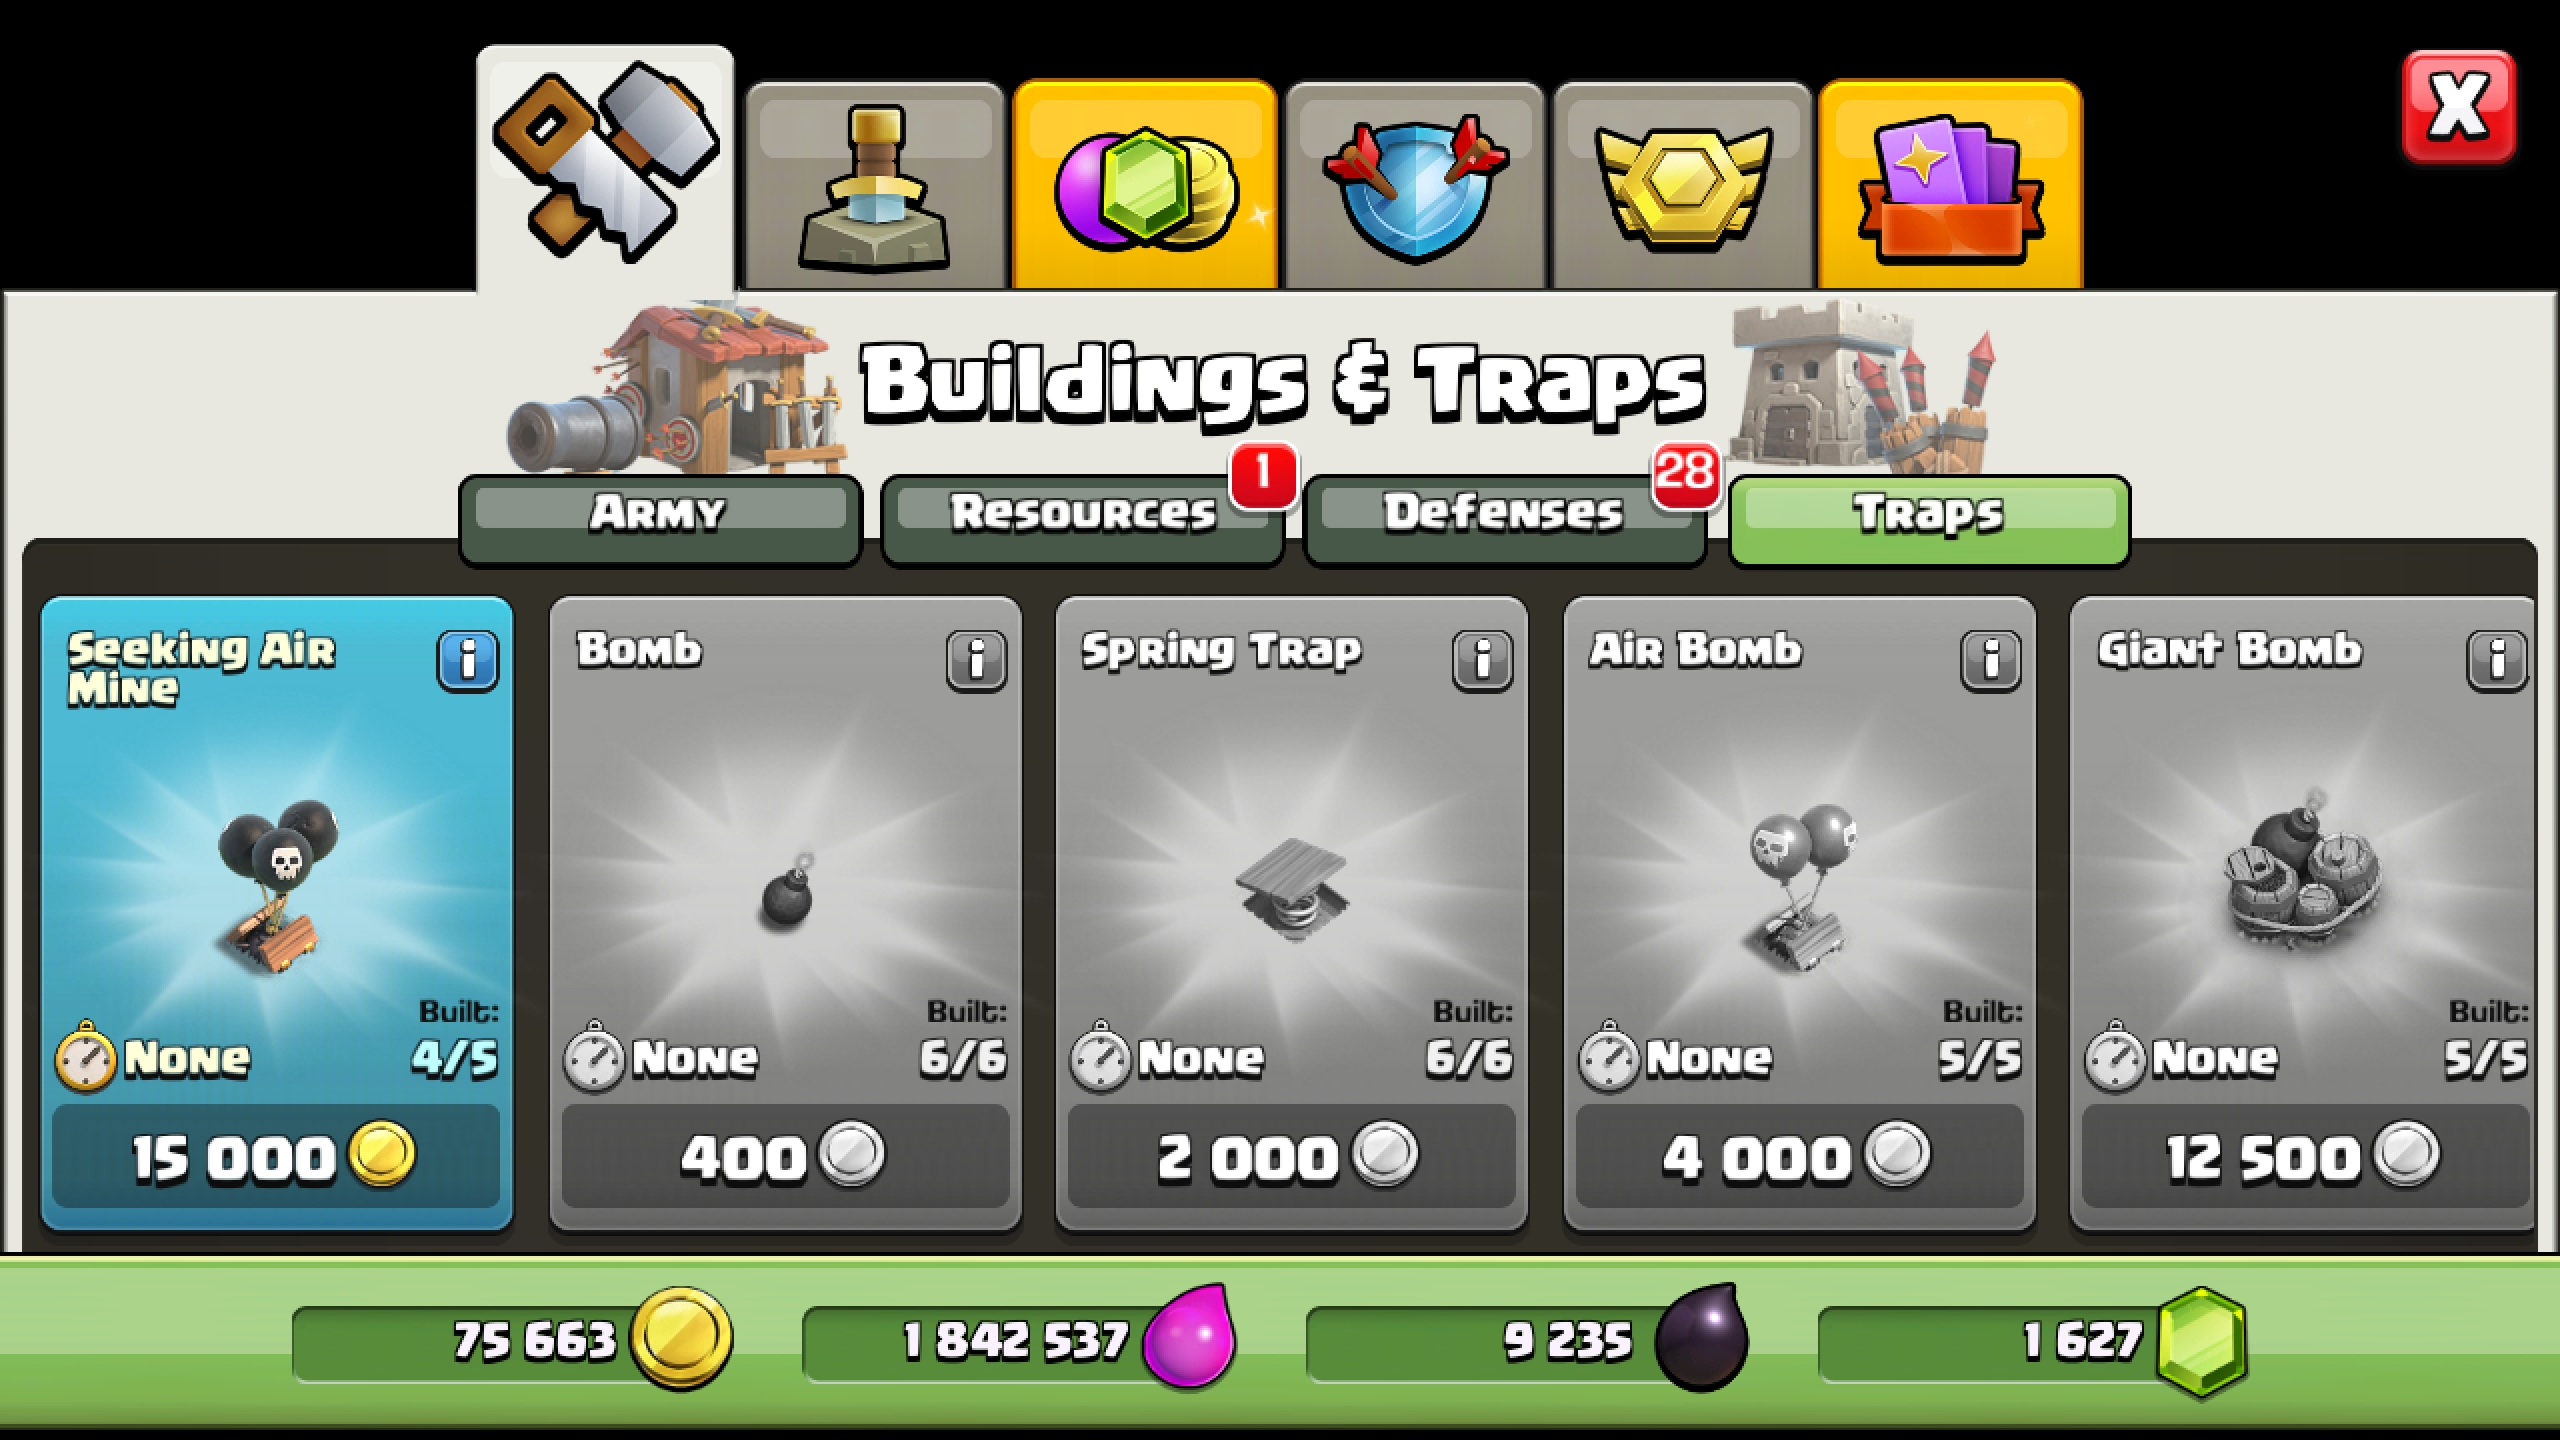 X
Buildings & Traps
1
28
Army
Resources
Defenses
Traps
Seeking Air
Mine
i
Built:
None
4/5
15 000
Bomb
i
Built:
None
6/6
400
Spring Trap
i
Built:
None
6/6
2 000
Air Bomb
i
Built:
None
5/5
4 000
Giant Bomb
i
Built:
None
5/5
12 500
75 663
1 842 537
9 235
1 627